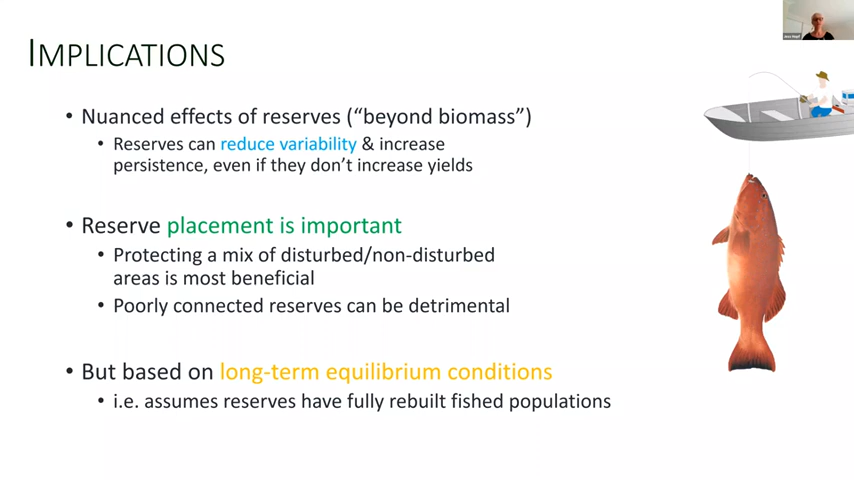 IMPLICATIONS
• Nuanced effects of reserves (“beyond biomass”)
• Reserves can reduce variability & increase
persistence, even if they don’t increase yields
• Reserve placement is important
• Protecting a mix of disturbed/non-disturbed
areas is most beneficial
• Poorly connected reserves can be detrimental
• But based on long-term equilibrium conditions
• i.e. assumes reserves have fully rebuilt fished populations